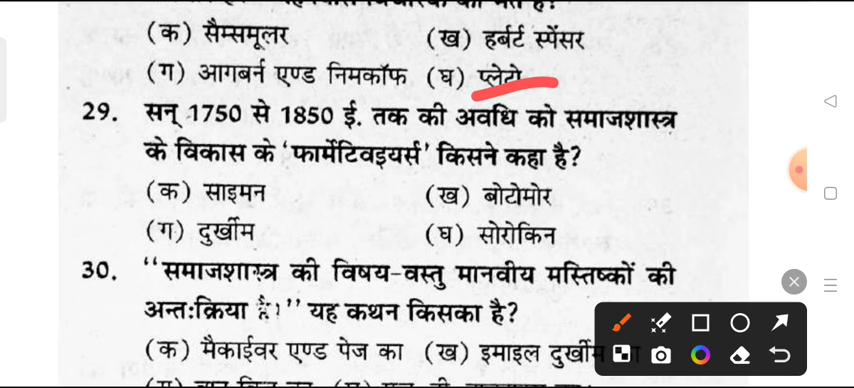 (क) सैम्समूलर (ख) हर्बर्ट स्पेंसर
(ग) आगबर्न एण्ड निमकॉफ (घ) प्लेटो
29. सन् 1750 से 1850 ई. तक की अवधि को समाजशास्त्र
के विकास के ‘फार्मेटिवइयर्स’ किसने कहा है?
(क) साइमन (ख) बोटोमोर
(ग) दुर्खीम (घ) सोरोकिन
30. ‘‘समाजशास्त्र की विषय-वस्तु मानवीय मस्तिष्कों की
अन्त:क्रिया है।’’ यह कथन किसका है?
(क) मैकाईवर एण्ड पेज का (ख) इमाइल दुर्खीम